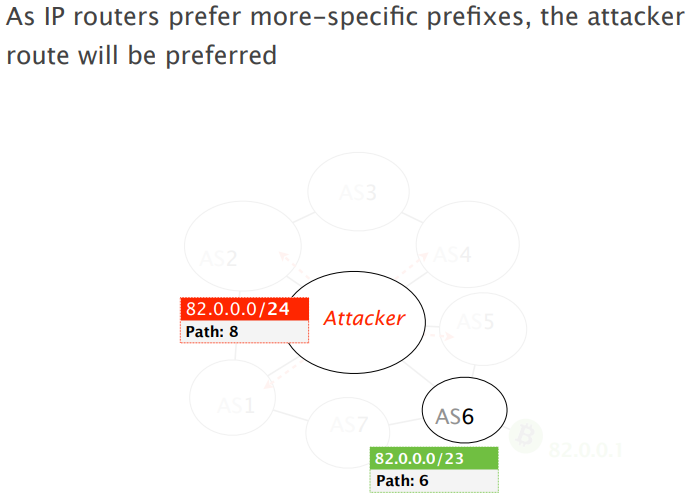 As IP routers prefer more-specific prefixes, the attacker
route will be preferred
AS3
AS2
AS4
82.0.0.0/24
Path: 8
Attacker
AS5
AS1
AS7
AS6
82.0.0.1
82.0.0.0/23
Path: 6